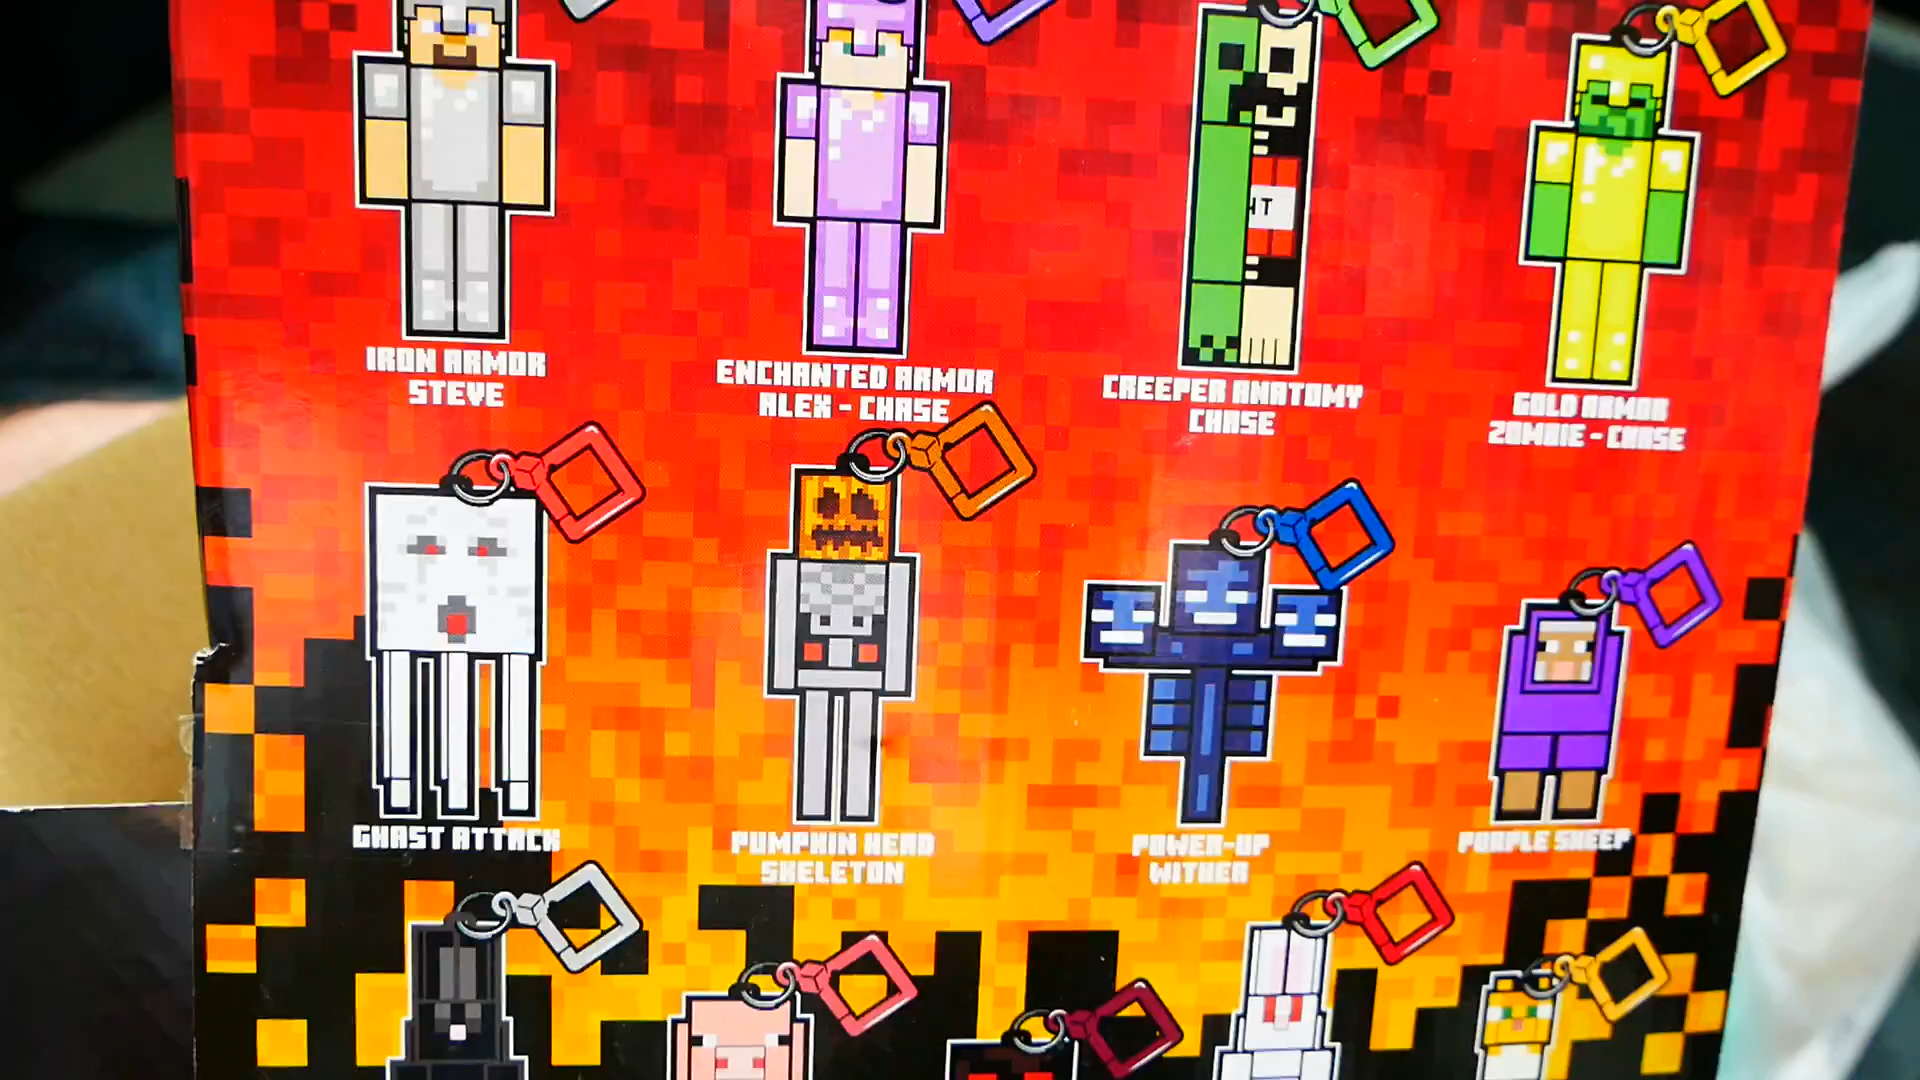 IRON ARMOR
STEVE
ENCHANTED ARMOR
ALEX - CHASE
CREEPER ANATOMY
CHASE
GOLD ARMOR
ZOMBIE - CHASE
GHAST ATTACK
PUMPKIN HEAD
SKELETON
POWER-UP
WITHER
PURPLE SHEEP